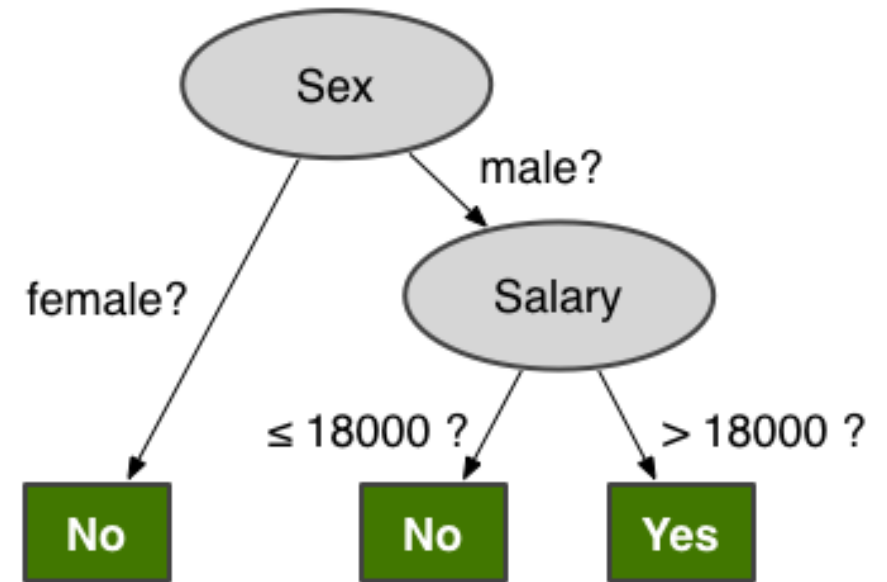 Sex
male?
female?
Salary
≤ 18000 ?
> 18000 ?
No
No
Yes